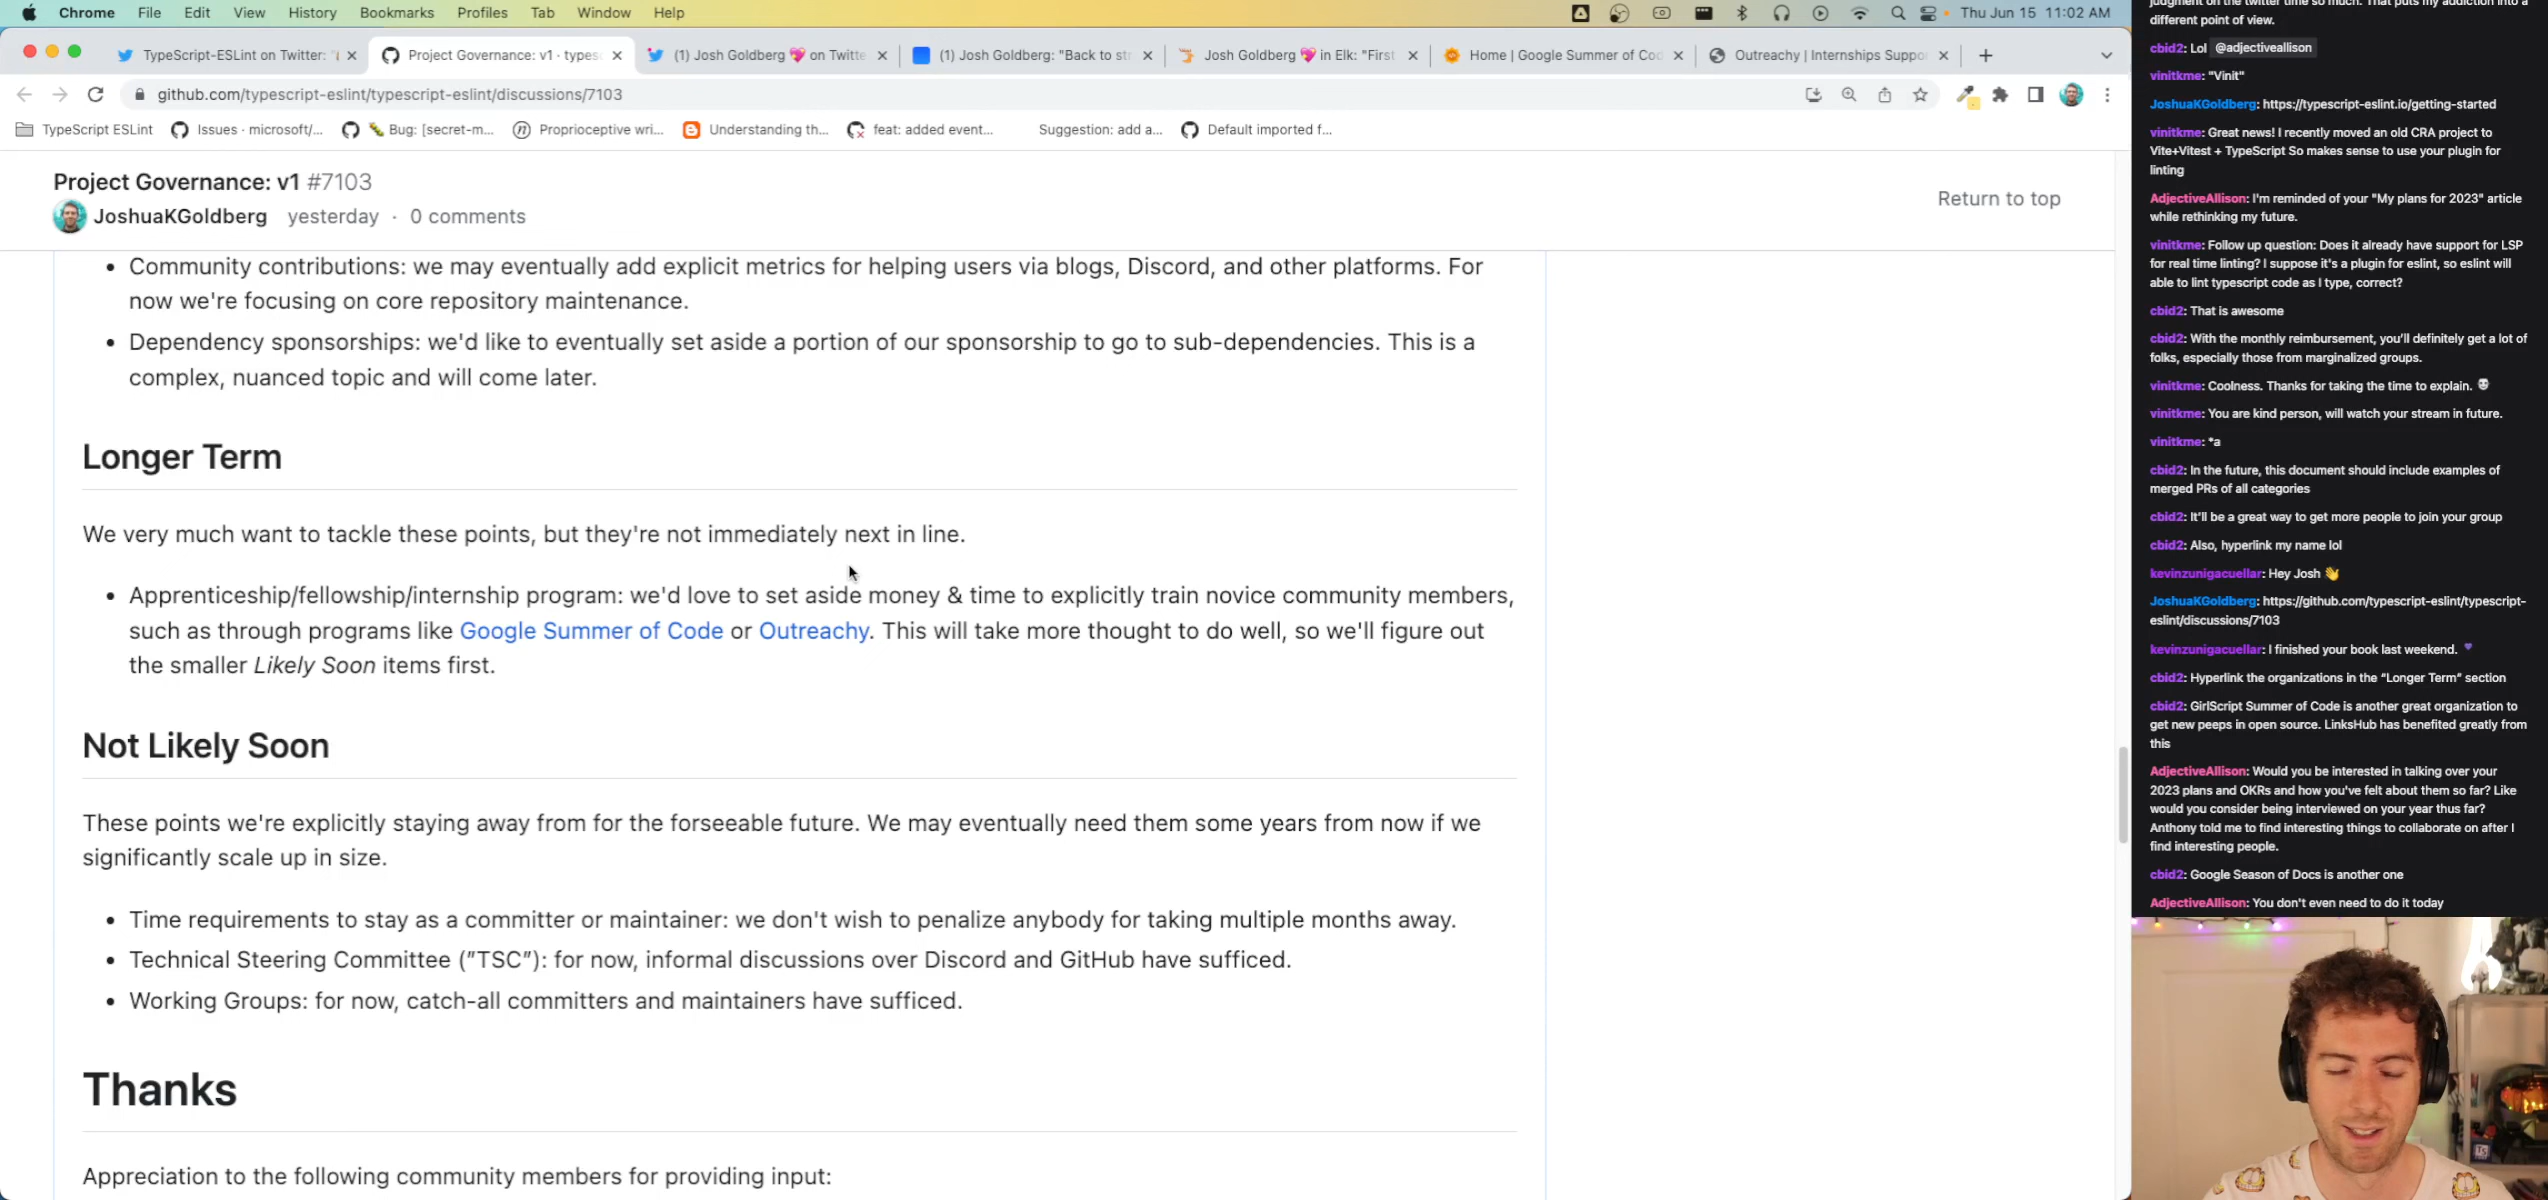 Chrome File Edit View History Bookmarks Profiles Tab Window Help Thu Jun 15 11:02 AM
TypeScript-ESLint on Twitter: " Project Governance: v1 · types (1) Josh Goldberg 💖 on Twitte (1) Josh Goldberg: "Back to str Josh Goldberg 💖 in Elk: "First Home | Google Summer of Co Outreachy | Internships Suppo
github.com/typescript-eslint/typescript-eslint/discussions/7103
TypeScript ESLint Issues · microsoft/... 🐛 Bug: [secret-m... Proprioceptive wri... Understanding th... feat: added event... Suggestion: add a... Default imported f...
Project Governance: v1 #7103
JoshuaKGoldberg yesterday · 0 comments
Return to top
• Community contributions: we may eventually add explicit metrics for helping users via blogs, Discord, and other platforms. For
now we're focusing on core repository maintenance.
• Dependency sponsorships: we'd like to eventually set aside a portion of our sponsorship to go to sub-dependencies. This is a
complex, nuanced topic and will come later.
Longer Term
We very much want to tackle these points, but they're not immediately next in line.
• Apprenticeship/fellowship/internship program: we'd love to set aside money & time to explicitly train novice community members,
such as through programs like Google Summer of Code or Outreachy. This will take more thought to do well, so we'll figure out
the smaller Likely Soon items first.
Not Likely Soon
These points we're explicitly staying away from for the forseeable future. We may eventually need them some years from now if we
significantly scale up in size.
• Time requirements to stay as a committer or maintainer: we don't wish to penalize anybody for taking multiple months away.
• Technical Steering Committee ("TSC"): for now, informal discussions over Discord and GitHub have sufficed.
• Working Groups: for now, catch-all committers and maintainers have sufficed.
Thanks
Appreciation to the following community members for providing input:
judgment on the twitter time so much. That puts my addiction into a
different point of view.
cbid2: Lol @adjectiveallison
vinitkme: "Vinit"
JoshuaKGoldberg: https://typescript-eslint.io/getting-started
vinitkme: Great news! I recently moved an old CRA project to
Vite+Vitest + TypeScript So makes sense to use your plugin for
linting
AdjectiveAllison: I'm reminded of your "My plans for 2023" article
while rethinking my future.
vinitkme: Follow up question: Does it already have support for LSP
for real time linting? I suppose it's a plugin for eslint, so eslint will
able to lint typescript code as I type, correct?
cbid2: That is awesome
cbid2: With the monthly reimbursement, you'll definitely get a lot of
folks, especially those from marginalized groups.
vinitkme: Coolness. Thanks for taking the time to explain.
vinitkme: You are kind person, will watch your stream in future.
vinitkme: *a
cbid2: In the future, this document should include examples of
merged PRs of all categories
cbid2: It'll be a great way to get more people to join your group
cbid2: Also, hyperlink my name lol
kevinzunigacuellar: Hey Josh 👋
JoshuaKGoldberg: https://github.com/typescript-eslint/typescript-
eslint/discussions/7103
kevinzunigacuellar: I finished your book last weekend. 💜
cbid2: Hyperlink the organizations in the “Longer Term” section
cbid2: GirlScript Summer of Code is another great organization to
get new peeps in open source. LinksHub has benefited greatly from
this
AdjectiveAllison: Would you be interested in talking over your
2023 plans and OKRs and how you've felt about them so far? Like
would you consider being interviewed on your year thus far?
Anthony told me to find interesting things to collaborate on after I
find interesting people.
cbid2: Google Season of Docs is another one
AdjectiveAllison: You don't even need to do it today